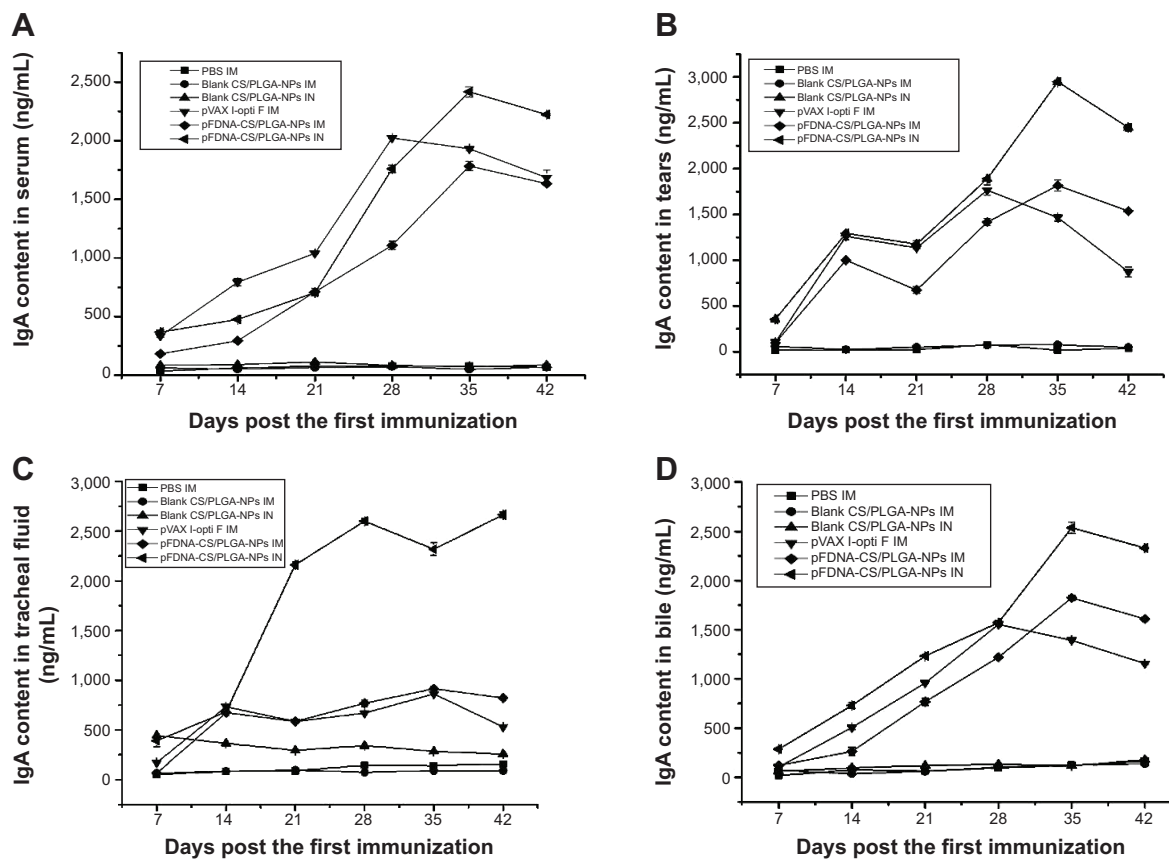 A
IgA content in serum (ng/mL)
2,500
2,000
1,500
1,000
500
0
PBS IM
Blank CS/PLGA-NPs IM
Blank CS/PLGA-NPs IN
pVAX I-opti F IM
pFDNA-CS/PLGA-NPs IM
pFDNA-CS/PLGA-NPs IN
7 14 21 28 35 42
Days post the first immunization
B
IgA content in tears (ng/mL)
3,000
2,500
2,000
1,500
1,000
500
0
PBS IM
Blank CS/PLGA-NPs IM
Blank CS/PLGA-NPs IN
pVAX I-opti F IM
pFDNA-CS/PLGA-NPs IM
pFDNA-CS/PLGA-NPs IN
7 14 21 28 35 42
Days post the first immunization
C
IgA content in tracheal fluid
(ng/mL)
3,000
2,500
2,000
1,500
1,000
500
0
PBS IM
Blank CS/PLGA-NPs IM
Blank CS/PLGA-NPs IN
pVAX I-opti F IM
pFDNA-CS/PLGA-NPs IM
pFDNA-CS/PLGA-NPs IN
7 14 21 28 35 42
Days post the first immunization
D
IgA content in bile (ng/mL)
3,000
2,500
2,000
1,500
1,000
500
0
PBS IM
Blank CS/PLGA-NPs IM
Blank CS/PLGA-NPs IN
pVAX I-opti F IM
pFDNA-CS/PLGA-NPs IM
pFDNA-CS/PLGA-NPs IN
7 14 21 28 35 42
Days post the first immunization